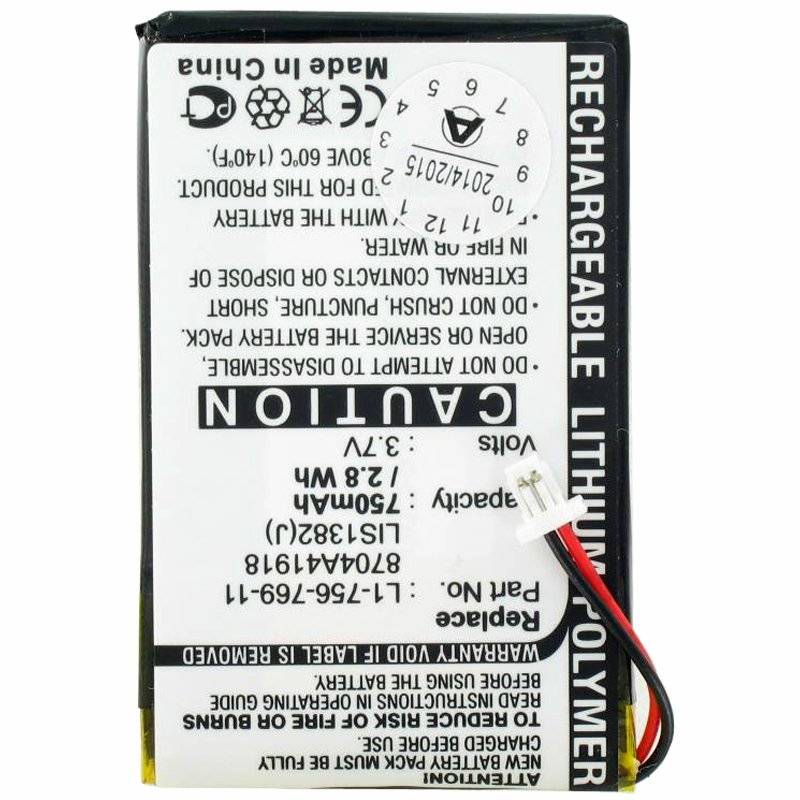 ATTENTION!
NEW BATTERY PACK MUST BE FULLY
CHARGED BEFORE USE.
TO REDUCE RISK OF FIRE OR BURNS
READ INSTRUCTIONS IN OPERATING GUIDE
BEFORE USING THE BATTERY.
WARRANTY VOID IF LABEL IS REMOVED
Replace
Part No. : L1-756-769-11
8704A41918
LIS1382(J)
Capacity : 750mAh
/ 2.8 Wh
Volts : 3.7V
CAUTION
• DO NOT ATTEMPT TO DISASSEMBLE,
OPEN OR SERVICE THE BATTERY PACK.
• DO NOT CRUSH, PUNCTURE, SHORT
EXTERNAL CONTACTS OR DISPOSE OF
IN FIRE OR WATER.
WITH THE BATTERY
ED FOR THIS PRODUCT.
BOVE 60°C (140°F).
CE PCT
Made In China
RECHARGEABLE LITHIUM-POLYMER
A
2014/2015
1 2 3 4 5 6 7 8 9 10 11 12